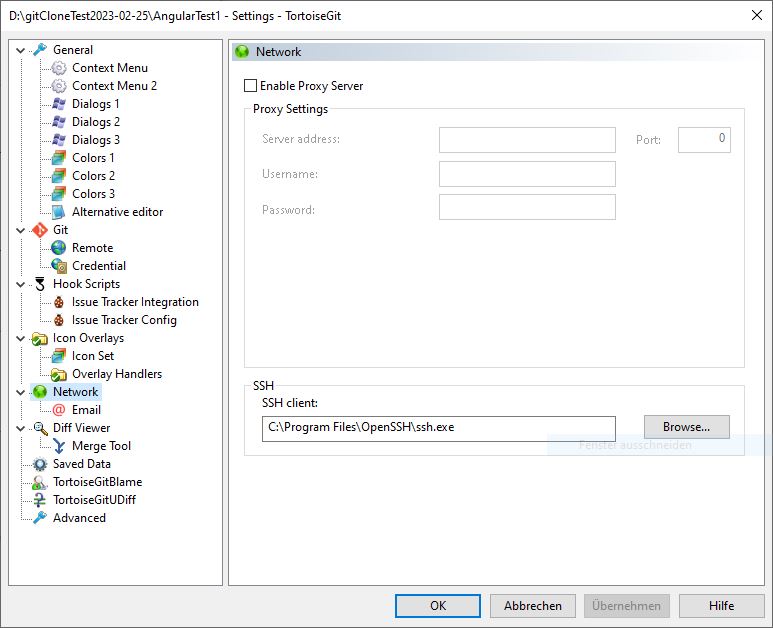 D:\gitCloneTest2023-02-25\AngularTest1 - Settings - TortoiseGit
General
Context Menu
Context Menu 2
Dialogs 1
Dialogs 2
Dialogs 3
Colors 1
Colors 2
Colors 3
Alternative editor
Git
Remote
Credential
Hook Scripts
Issue Tracker Integration
Issue Tracker Config
Icon Overlays
Icon Set
Overlay Handlers
Network
Email
Diff Viewer
Merge Tool
Saved Data
TortoiseGitBlame
TortoiseGitUDiff
Advanced
Network
Enable Proxy Server
Proxy Settings
Server address:
Port: 0
Username:
Password:
SSH
SSH client:
C:\Program Files\OpenSSH\ssh.exe
Browse...
Fenster ausschneiden
OK
Abbrechen
Übernehmen
Hilfe